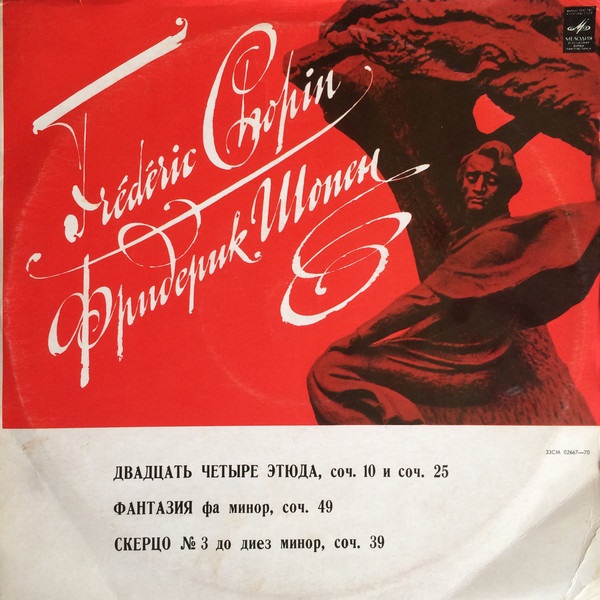 Frédéric Chopin
Фридерик Шопен
МЕЛОДИЯ
33СМ 02667—70
ДВАДЦАТЬ ЧЕТЫРЕ ЭТЮДА, соч. 10 и соч. 25
ФАНТАЗИЯ фа минор, соч. 49
СКЕРЦО № 3 до диез минор, соч. 39